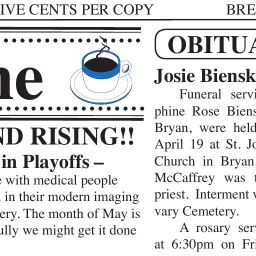 IVE CENTS PER COPY
BRE
ne
ND RISING!!
in Playoffs –
e with medical people
in their modern imaging
ery. The month of May is
ully we might get it done
OBITUA
Josie Biensk
Funeral servi
phine Rose Biens
Bryan, were held
April 19 at St. Jo
Church in Bryan
McCaffrey was t
priest. Interment w
vary Cemetery.
A rosary ser
at 6:30pm on Fri